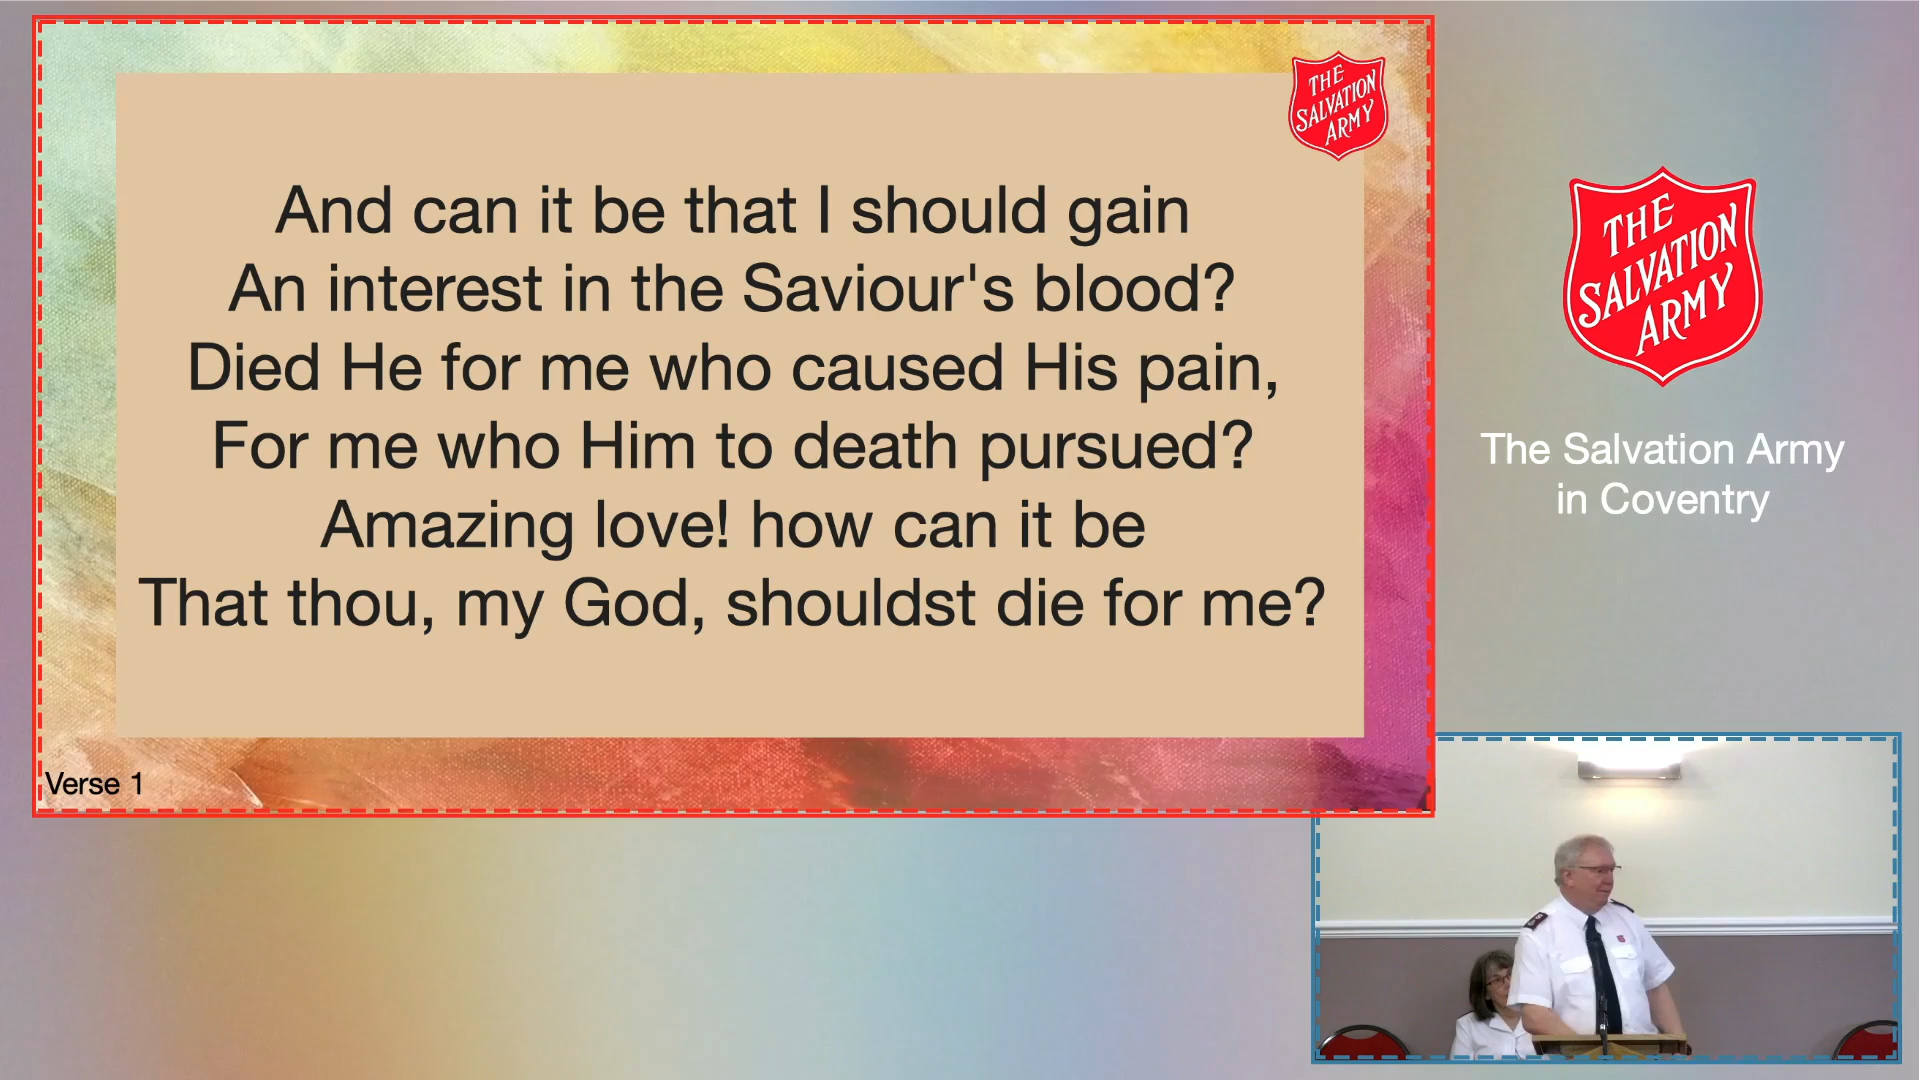 THE
SALVATION
ARMY
And can it be that I should gain
An interest in the Saviour's blood?
Died He for me who caused His pain,
For me who Him to death pursued?
Amazing love! how can it be
That thou, my God, shouldst die for me?
Verse 1
THE
SALVATION
ARMY
The Salvation Army
in Coventry